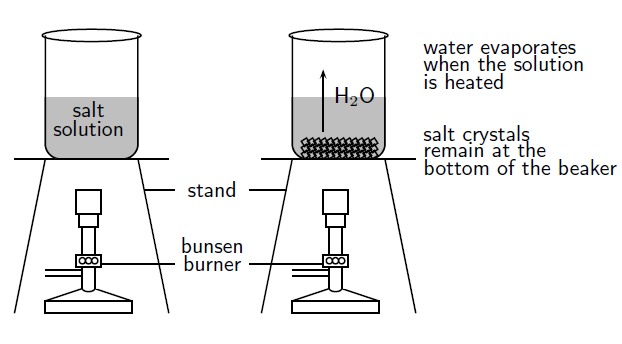 salt
solution
H₂O
water evaporates
when the solution
is heated
salt crystals
remain at the
bottom of the beaker
stand
bunsen
burner